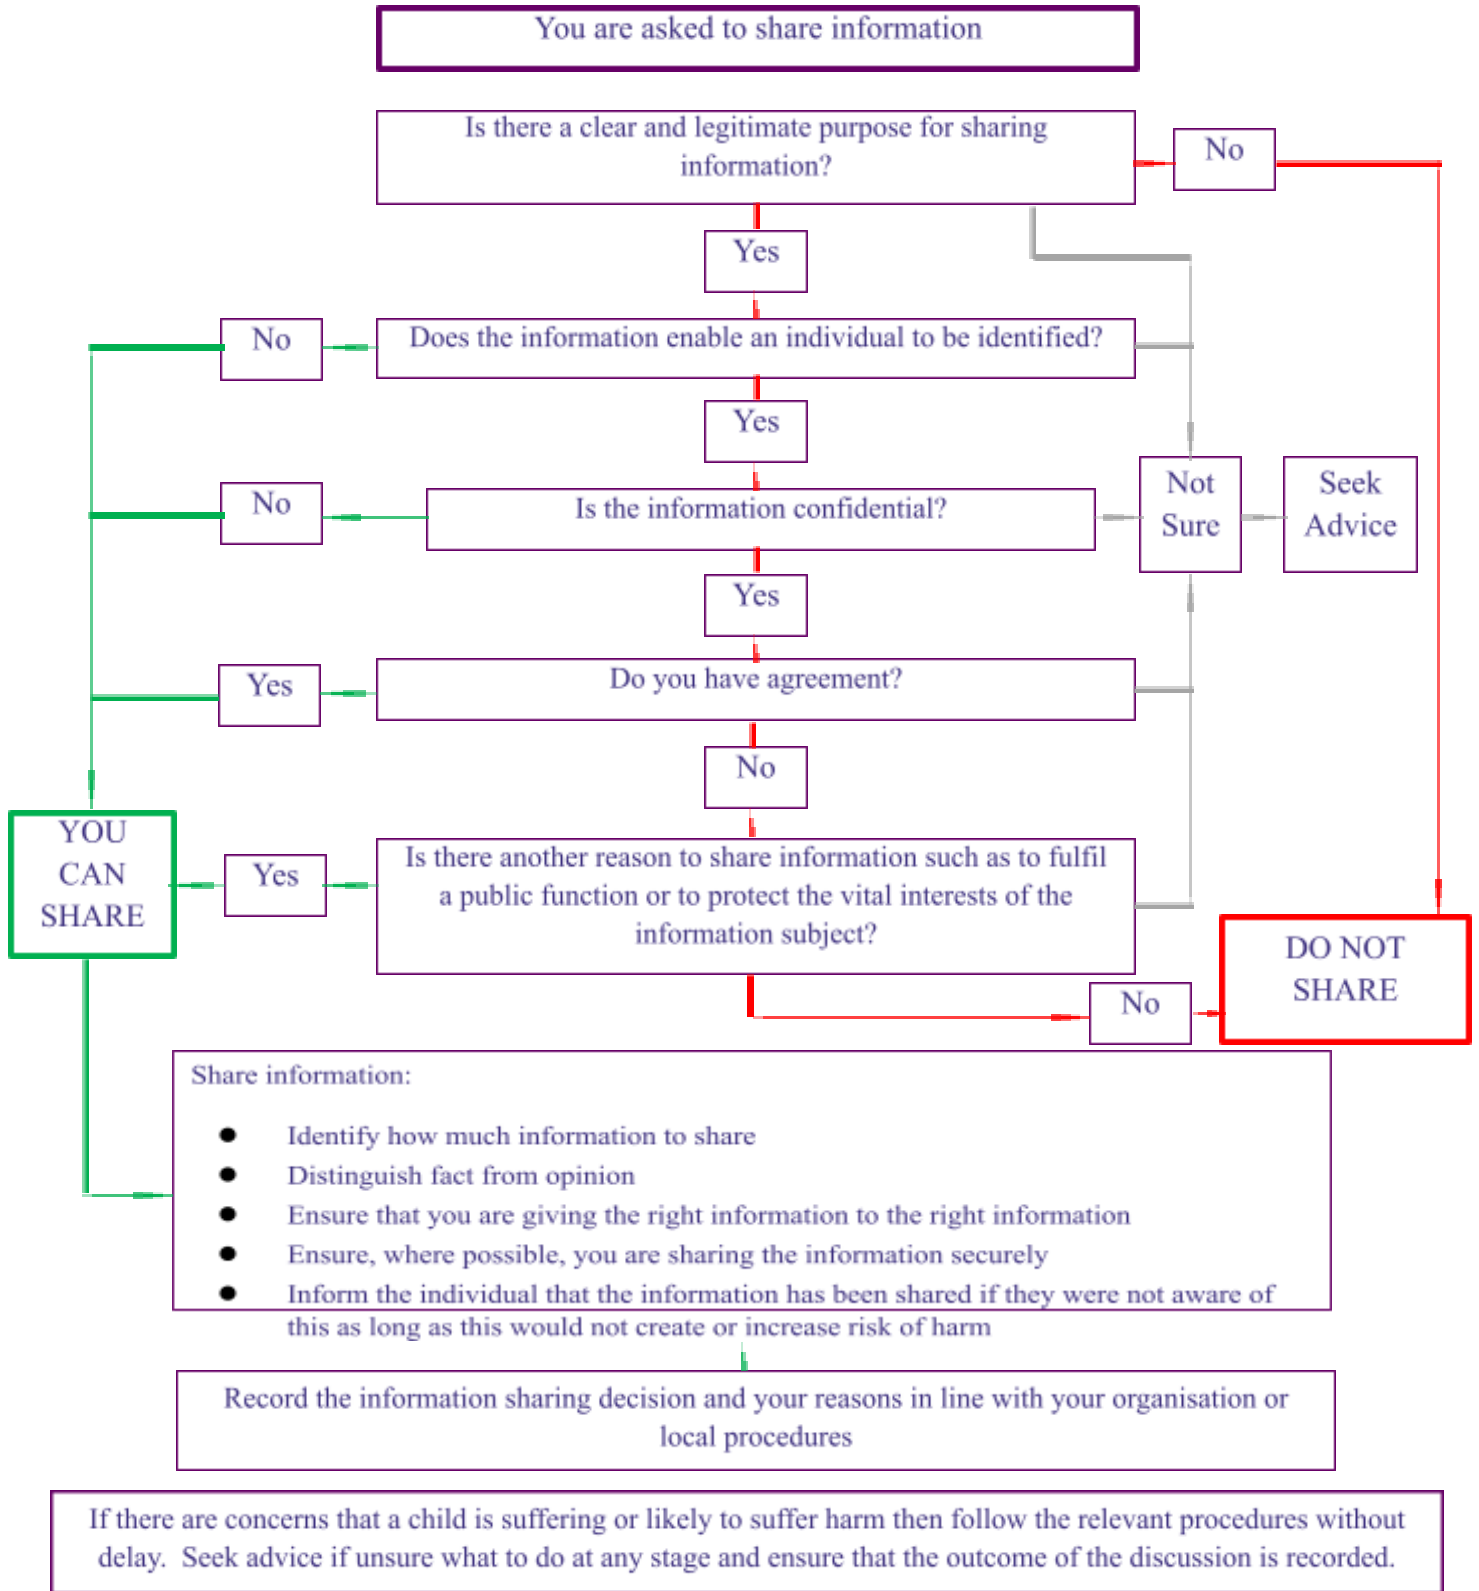 You are asked to share information
Is there a clear and legitimate purpose for sharing
information?
No
Yes
No
Does the information enable an individual to be identified?
Yes
No
Is the information confidential?
Not
Sure
Seek
Advice
Yes
Yes
Do you have agreement?
No
YOU
CAN
SHARE
Yes
Is there another reason to share information such as to fulfil
a public function or to protect the vital interests of the
information subject?
DO NOT
SHARE
No
Share information:
● Identify how much information to share
● Distinguish fact from opinion
● Ensure that you are giving the right information to the right information
● Ensure, where possible, you are sharing the information securely
● Inform the individual that the information has been shared if they were not aware of
this as long as this would not create or increase risk of harm
Record the information sharing decision and your reasons in line with your organisation or
local procedures
If there are concerns that a child is suffering or likely to suffer harm then follow the relevant procedures without
delay. Seek advice if unsure what to do at any stage and ensure that the outcome of the discussion is recorded.